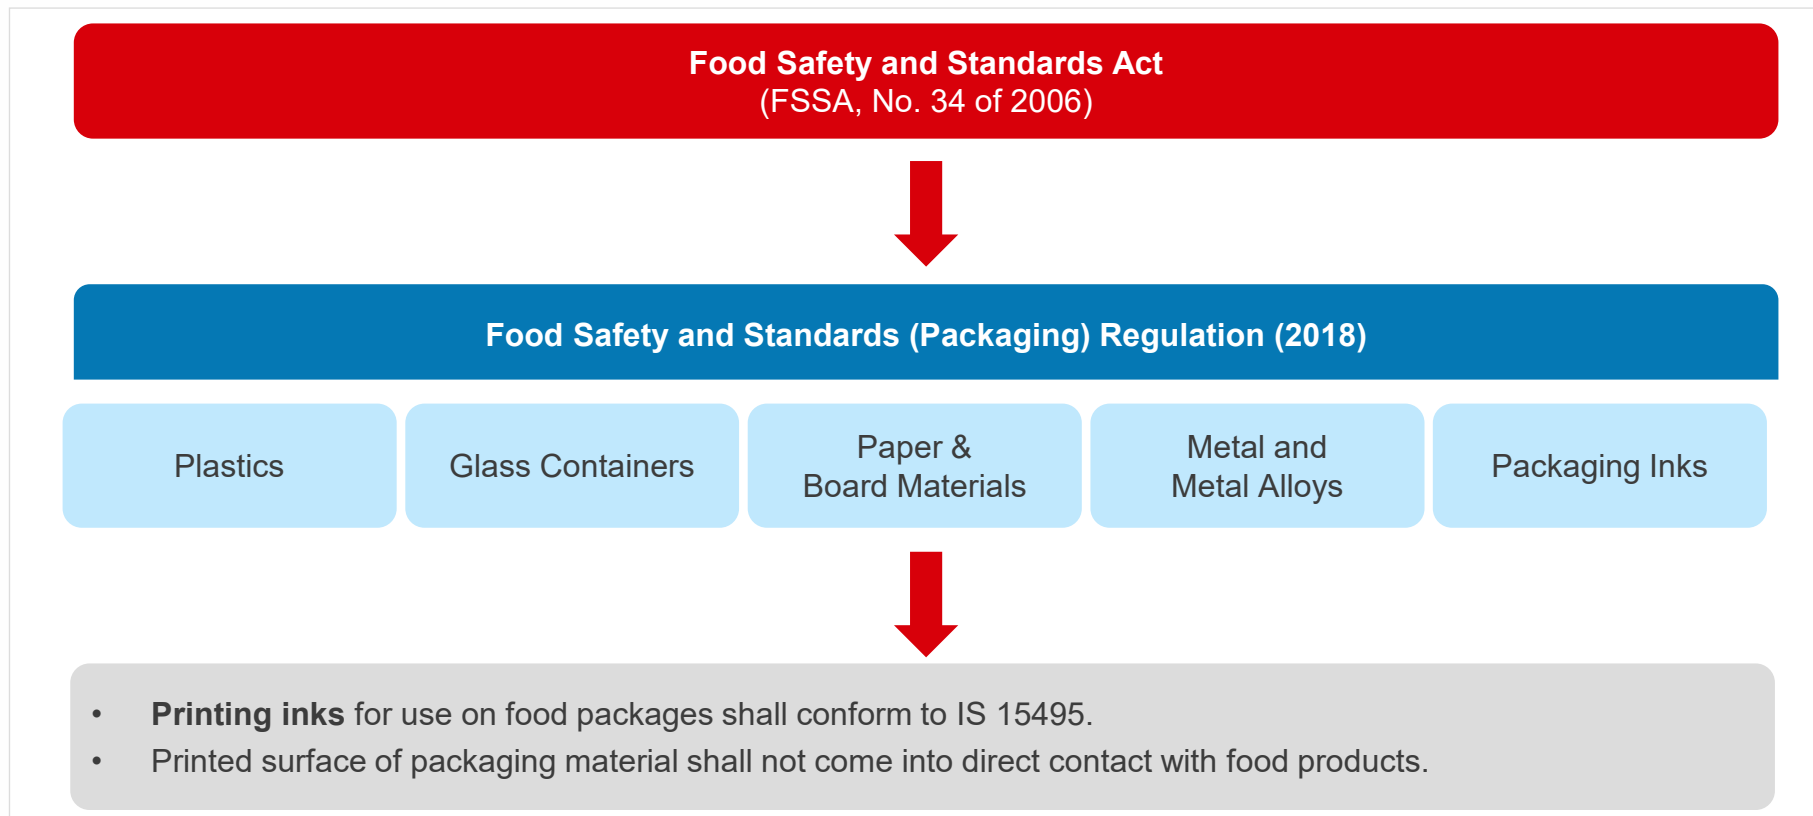 Food Safety and Standards Act
(FSSA, No. 34 of 2006)
Food Safety and Standards (Packaging) Regulation (2018)
Plastics
Glass Containers
Paper &
Board Materials
Metal and
Metal Alloys
Packaging Inks
• Printing inks for use on food packages shall conform to IS 15495.
• Printed surface of packaging material shall not come into direct contact with food products.